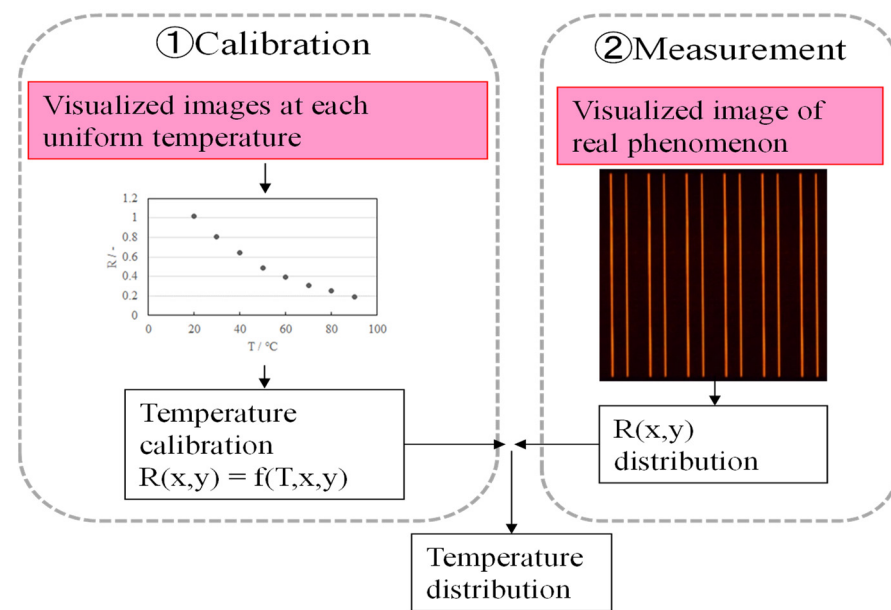 ①Calibration
Visualized images at each
uniform temperature
1.2
1
0.8
0.6
0.4
0.2
0
R / -
0 20 40 60 80 100
T / °C
Temperature
calibration
R(x,y) = f(T,x,y)
②Measurement
Visualized image of
real phenomenon
R(x,y)
distribution
Temperature
distribution